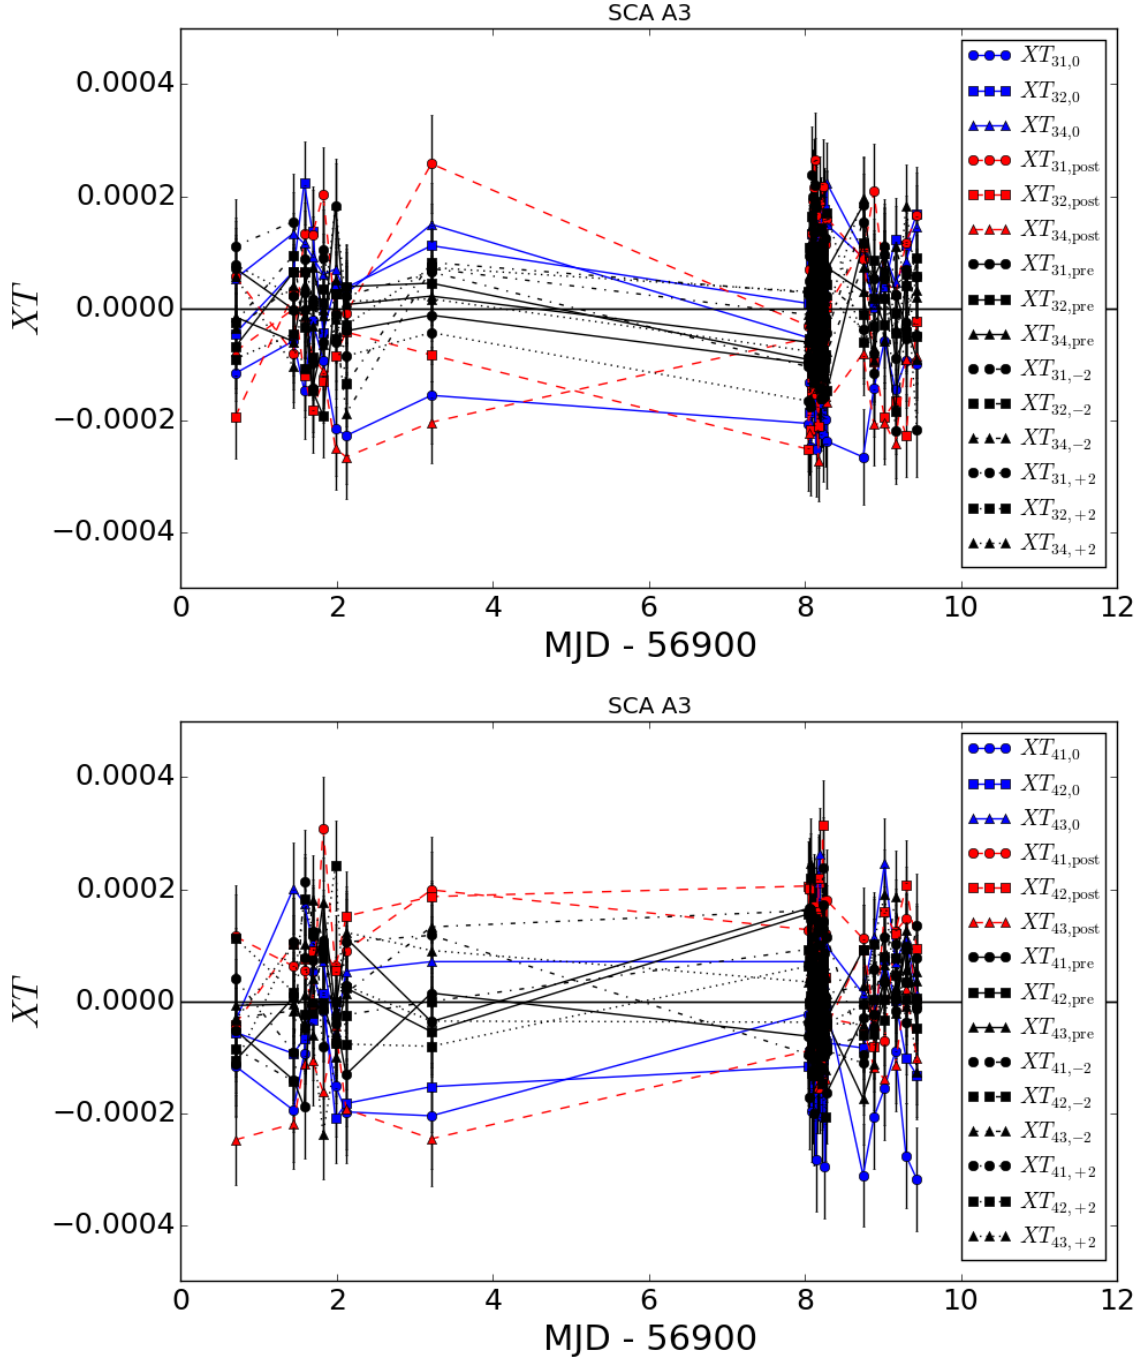 SCA A3
0.0004
0.0002
0.0000
−0.0002
−0.0004
XT
0 2 4 6 8 10 12
MJD - 56900
XT31,0
XT32,0
XT34,0
XT31,post
XT32,post
XT34,post
XT31,pre
XT32,pre
XT34,pre
XT31,−2
XT32,−2
XT34,−2
XT31,+2
XT32,+2
XT34,+2
SCA A3
0.0004
0.0002
0.0000
−0.0002
−0.0004
XT
0 2 4 6 8 10 12
MJD - 56900
XT41,0
XT42,0
XT43,0
XT41,post
XT42,post
XT43,post
XT41,pre
XT42,pre
XT43,pre
XT41,−2
XT42,−2
XT43,−2
XT41,+2
XT42,+2
XT43,+2